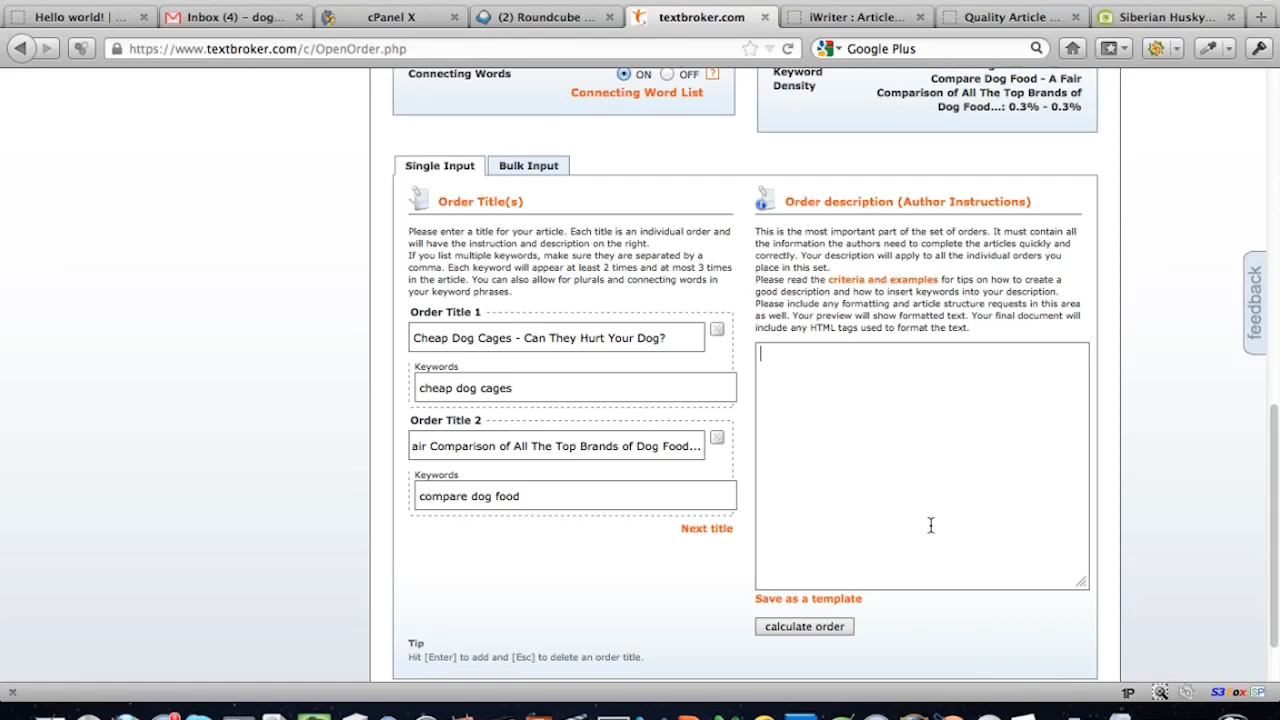 Hello world! | ...
Inbox (4) – dog...
cPanel X
(2) Roundcube ...
textbroker.com
iWriter : Article...
Quality Article ...
Siberian Husky...
https://www.textbroker.com/c/OpenOrder.php
Google Plus
Connecting Words
ON
OFF
?
Connecting Word List
Keyword
Density
Compare Dog Food - A Fair
Comparison of All The Top Brands of
Dog Food...: 0.3% - 0.3%
Single Input
Bulk Input
Order Title(s)
Please enter a title for your article. Each title is an individual order and
will have the instruction and description on the right.
If you list multiple keywords, make sure they are separated by a
comma. Each keyword will appear at least 2 times and at most 3 times
in the article. You can also allow for plurals and connecting words in
your keyword phrases.
Order Title 1
Cheap Dog Cages - Can They Hurt Your Dog?
Keywords
cheap dog cages
Order Title 2
air Comparison of All The Top Brands of Dog Food...
Keywords
compare dog food
Next title
Tip
Hit [Enter] to add and [Esc] to delete an order title.
Order description (Author Instructions)
This is the most important part of the set of orders. It must contain all
the information the authors need to complete the articles quickly and
correctly. Your description will apply to all the individual orders you
place in this set.
Please read the criteria and examples for tips on how to create a
good description and how to insert keywords into your description.
Please include any formatting and article structure requests in this area
as well. Your preview will show formatted text. Your final document will
include any HTML tags used to format the text.
Save as a template
calculate order
feedback
1P
S3Fox
SP